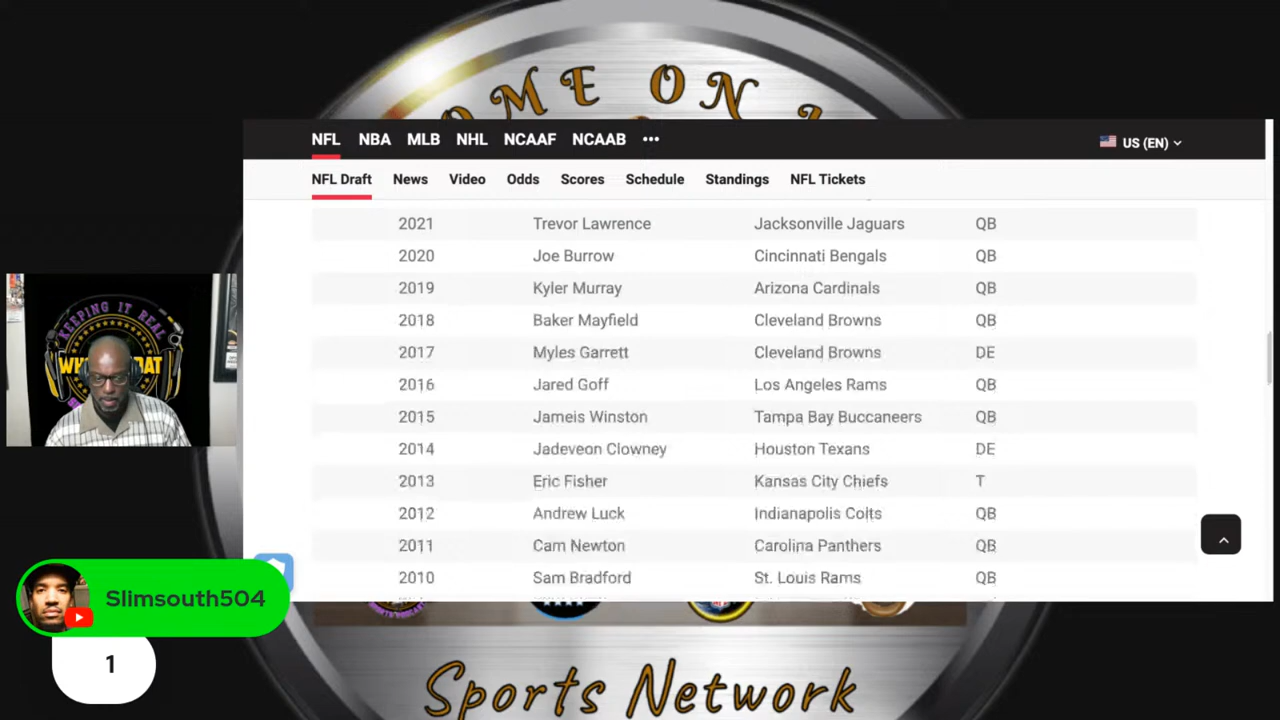 OME ON
NFL NBA MLB NHL NCAAF NCAAB ••• US (EN)
NFL Draft News Video Odds Scores Schedule Standings NFL Tickets
2021 Trevor Lawrence Jacksonville Jaguars QB
2020 Joe Burrow Cincinnati Bengals QB
2019 Kyler Murray Arizona Cardinals QB
2018 Baker Mayfield Cleveland Browns QB
2017 Myles Garrett Cleveland Browns DE
2016 Jared Goff Los Angeles Rams QB
2015 Jameis Winston Tampa Bay Buccaneers QB
2014 Jadeveon Clowney Houston Texans DE
2013 Eric Fisher Kansas City Chiefs T
2012 Andrew Luck Indianapolis Colts QB
2011 Cam Newton Carolina Panthers QB
2010 Sam Bradford St. Louis Rams QB
KEEPING IT REAL
Slimsouth504
1
Sports Network